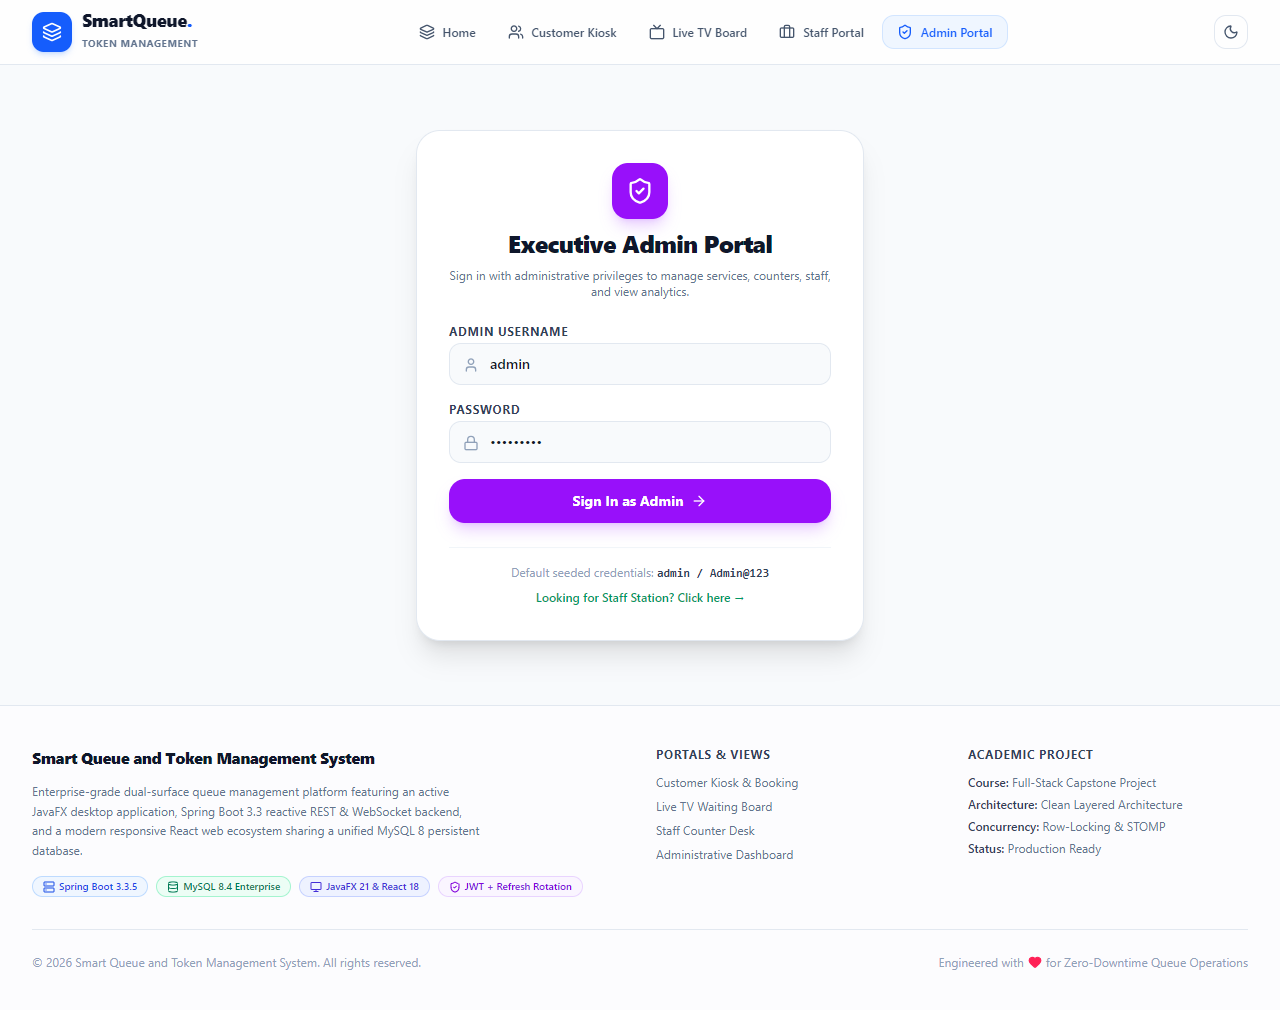 SmartQueue.
TOKEN MANAGEMENT
Home
Customer Kiosk
Live TV Board
Staff Portal
Admin Portal
Executive Admin Portal
Sign in with administrative privileges to manage services, counters, staff,
and view analytics.
ADMIN USERNAME
admin
PASSWORD
•••••••••
Sign In as Admin →
Default seeded credentials: admin / Admin@123
Looking for Staff Station? Click here →
Smart Queue and Token Management System
Enterprise-grade dual-surface queue management platform featuring an active
JavaFX desktop application, Spring Boot 3.3 reactive REST & WebSocket backend,
and a modern responsive React web ecosystem sharing a unified MySQL 8 persistent
database.
Spring Boot 3.3.5
MySQL 8.4 Enterprise
JavaFX 21 & React 18
JWT + Refresh Rotation
PORTALS & VIEWS
Customer Kiosk & Booking
Live TV Waiting Board
Staff Counter Desk
Administrative Dashboard
ACADEMIC PROJECT
Course: Full-Stack Capstone Project
Architecture: Clean Layered Architecture
Concurrency: Row-Locking & STOMP
Status: Production Ready
© 2026 Smart Queue and Token Management System. All rights reserved.
Engineered with ♥ for Zero-Downtime Queue Operations